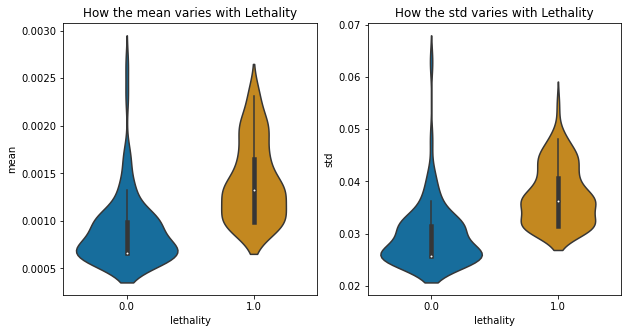 How the mean varies with Lethality
0.0030
0.0025
0.0020
0.0015
0.0010
0.0005
mean
0.0
1.0
lethality
How the std varies with Lethality
0.07
0.06
0.05
0.04
0.03
0.02
std
0.0
1.0
lethality